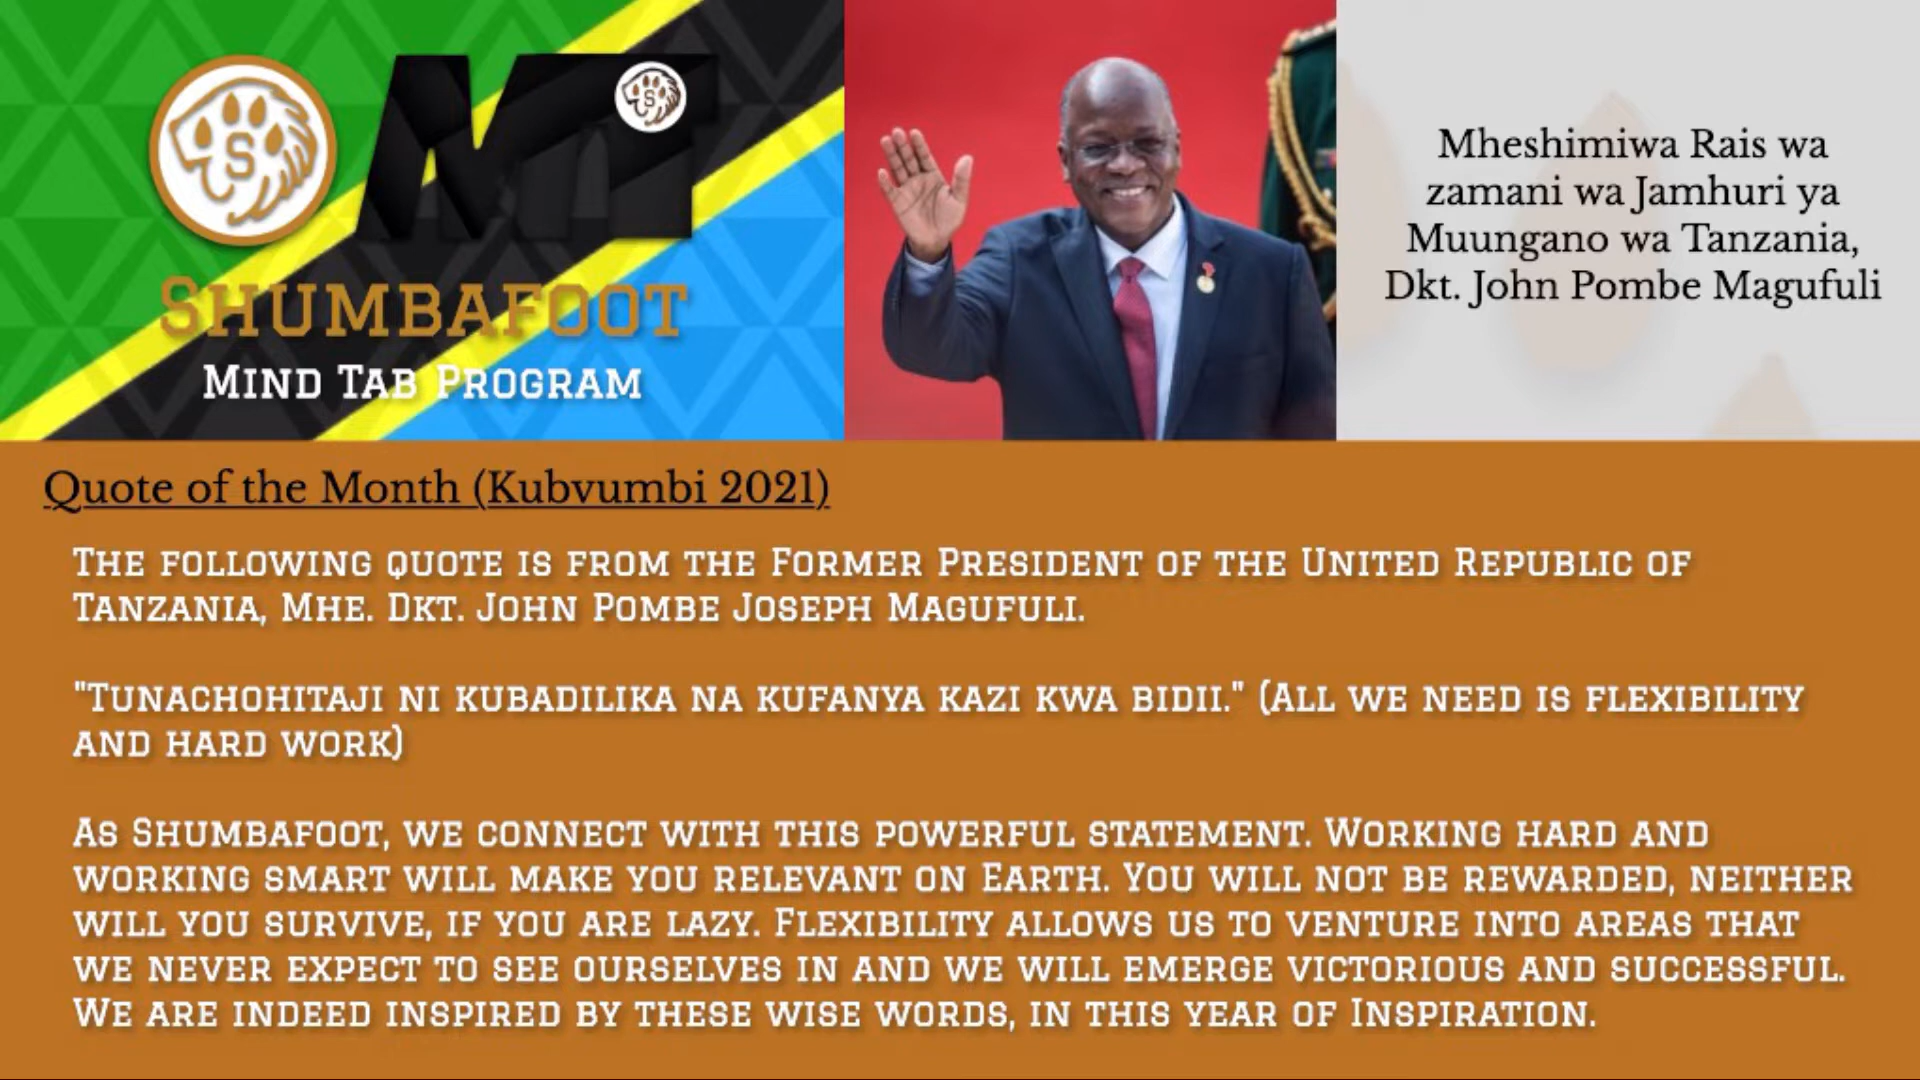 S
MT
S
SHUMBAFOOT
MIND TAB PROGRAM
Mheshimiwa Rais wa
zamani wa Jamhuri ya
Muungano wa Tanzania,
Dkt. John Pombe Magufuli
Quote of the Month (Kubvumbi 2021)
THE FOLLOWING QUOTE IS FROM THE FORMER PRESIDENT OF THE UNITED REPUBLIC OF
TANZANIA, MHE. DKT. JOHN POMBE JOSEPH MAGUFULI.
"TUNACHOHITAJI NI KUBADILIKA NA KUFANYA KAZI KWA BIDII." (ALL WE NEED IS FLEXIBILITY
AND HARD WORK)
AS SHUMBAFOOT, WE CONNECT WITH THIS POWERFUL STATEMENT. WORKING HARD AND
WORKING SMART WILL MAKE YOU RELEVANT ON EARTH. YOU WILL NOT BE REWARDED, NEITHER
WILL YOU SURVIVE, IF YOU ARE LAZY. FLEXIBILITY ALLOWS US TO VENTURE INTO AREAS THAT
WE NEVER EXPECT TO SEE OURSELVES IN AND WE WILL EMERGE VICTORIOUS AND SUCCESSFUL.
WE ARE INDEED INSPIRED BY THESE WISE WORDS, IN THIS YEAR OF INSPIRATION.